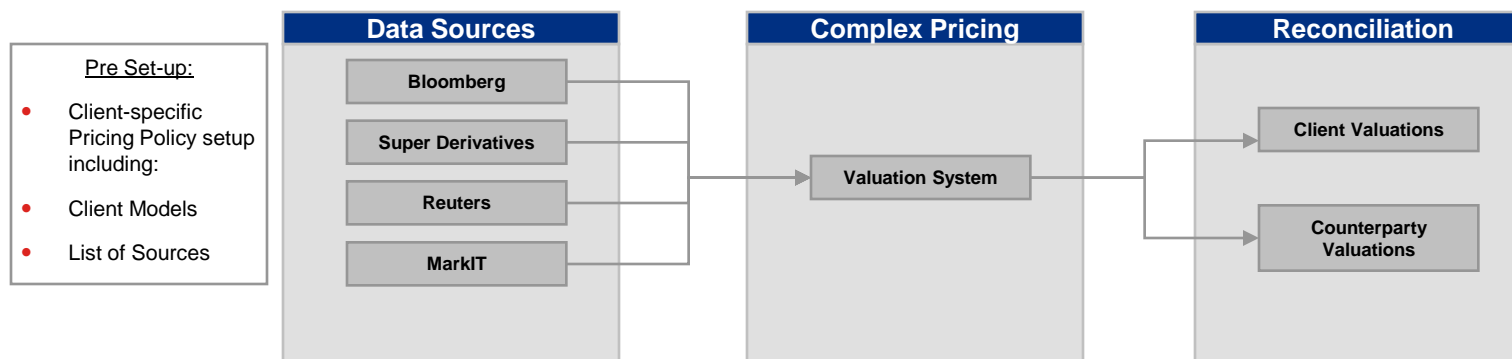 Pre Set-up:
• Client-specific
Pricing Policy setup
including:
• Client Models
• List of Sources
Data Sources
Bloomberg
Super Derivatives
Reuters
MarkIT
Complex Pricing
Valuation System
Reconciliation
Client Valuations
Counterparty
Valuations